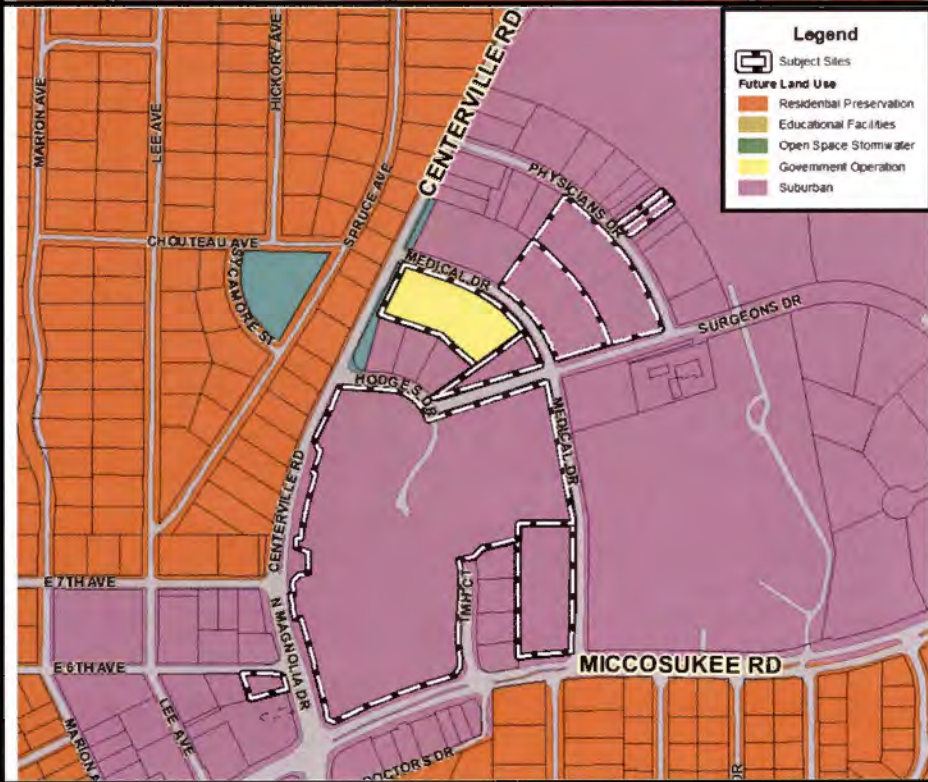 Legend
Subject Sites
Future Land Use
Residential Preservation
Educational Facilities
Open Space Stormwater
Government Operation
Suburban
MARION AVE
LEE AVE
HICKORY AVE
CENTERVILLE RD
SPRUCE AVE
PHYSICIANS DR
CHOUTEAU AVE
SYCAMORE ST
MEDICAL DR
SURGEONS DR
HODGES DR
MEDICAL DR
CENTERVILLE RD
E 7TH AVE
TMH CT
N MAGNOLIA DR
MICCOSUKEE RD
E 6TH AVE
LEE AVE
MARION A
DOCTORS DR
DR